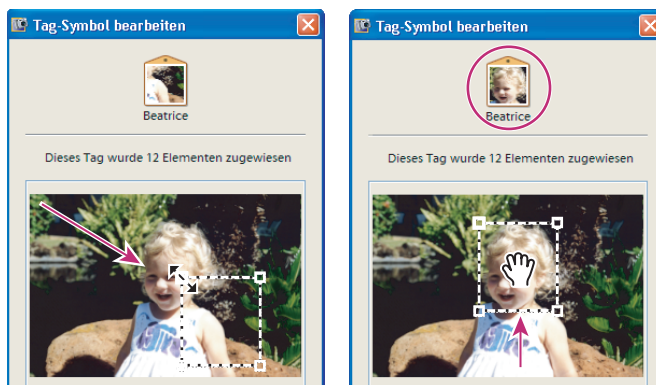 Tag-Symbol bearbeiten
Beatrice
Dieses Tag wurde 12 Elementen zugewiesen
Tag-Symbol bearbeiten
Beatrice
Dieses Tag wurde 12 Elementen zugewiesen